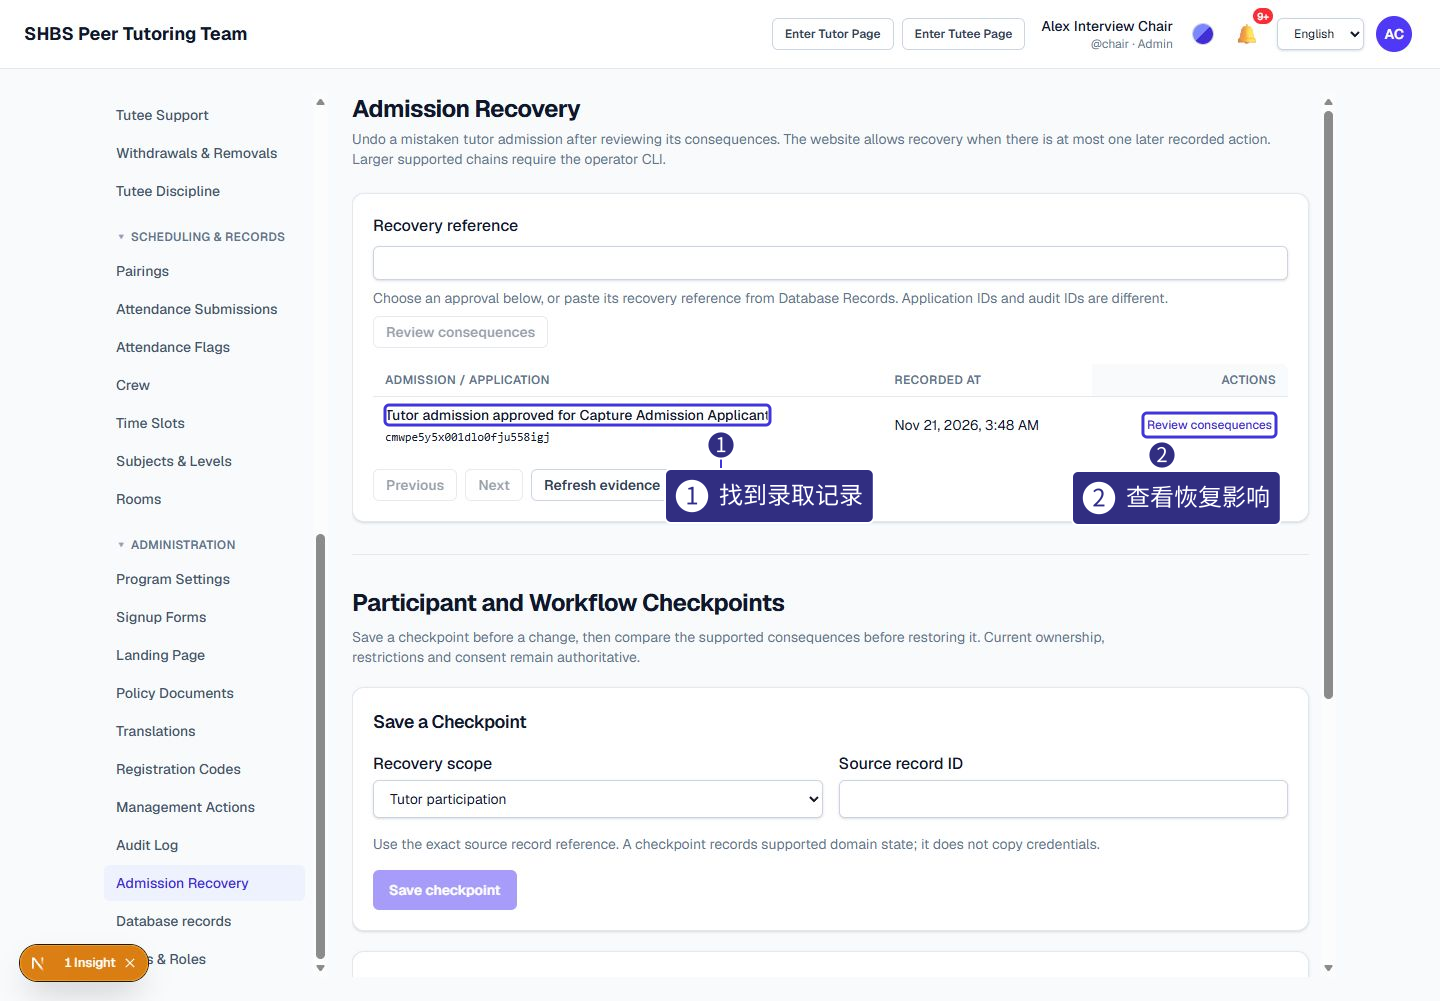 SHBS Peer Tutoring Team
Enter Tutor Page
Enter Tutee Page
Alex Interview Chair
@chair · Admin
9+
English
AC
Tutee Support
Withdrawals & Removals
Tutee Discipline
SCHEDULING & RECORDS
Pairings
Attendance Submissions
Attendance Flags
Crew
Time Slots
Subjects & Levels
Rooms
ADMINISTRATION
Program Settings
Signup Forms
Landing Page
Policy Documents
Translations
Registration Codes
Management Actions
Audit Log
Admission Recovery
Database records
s & Roles
N 1 Insight ×
Admission Recovery
Undo a mistaken tutor admission after reviewing its consequences. The website allows recovery when there is at most one later recorded action.
Larger supported chains require the operator CLI.
Recovery reference
Choose an approval below, or paste its recovery reference from Database Records. Application IDs and audit IDs are different.
Review consequences
ADMISSION / APPLICATION
RECORDED AT
ACTIONS
Tutor admission approved for Capture Admission Applicant
cmwpe5y5x001dlo0fju558igj
Nov 21, 2026, 3:48 AM
Review consequences
1
2
Previous
Next
Refresh evidence
1 找到录取记录
2 查看恢复影响
Participant and Workflow Checkpoints
Save a checkpoint before a change, then compare the supported consequences before restoring it. Current ownership,
restrictions and consent remain authoritative.
Save a Checkpoint
Recovery scope
Source record ID
Tutor participation
Use the exact source record reference. A checkpoint records supported domain state; it does not copy credentials.
Save checkpoint